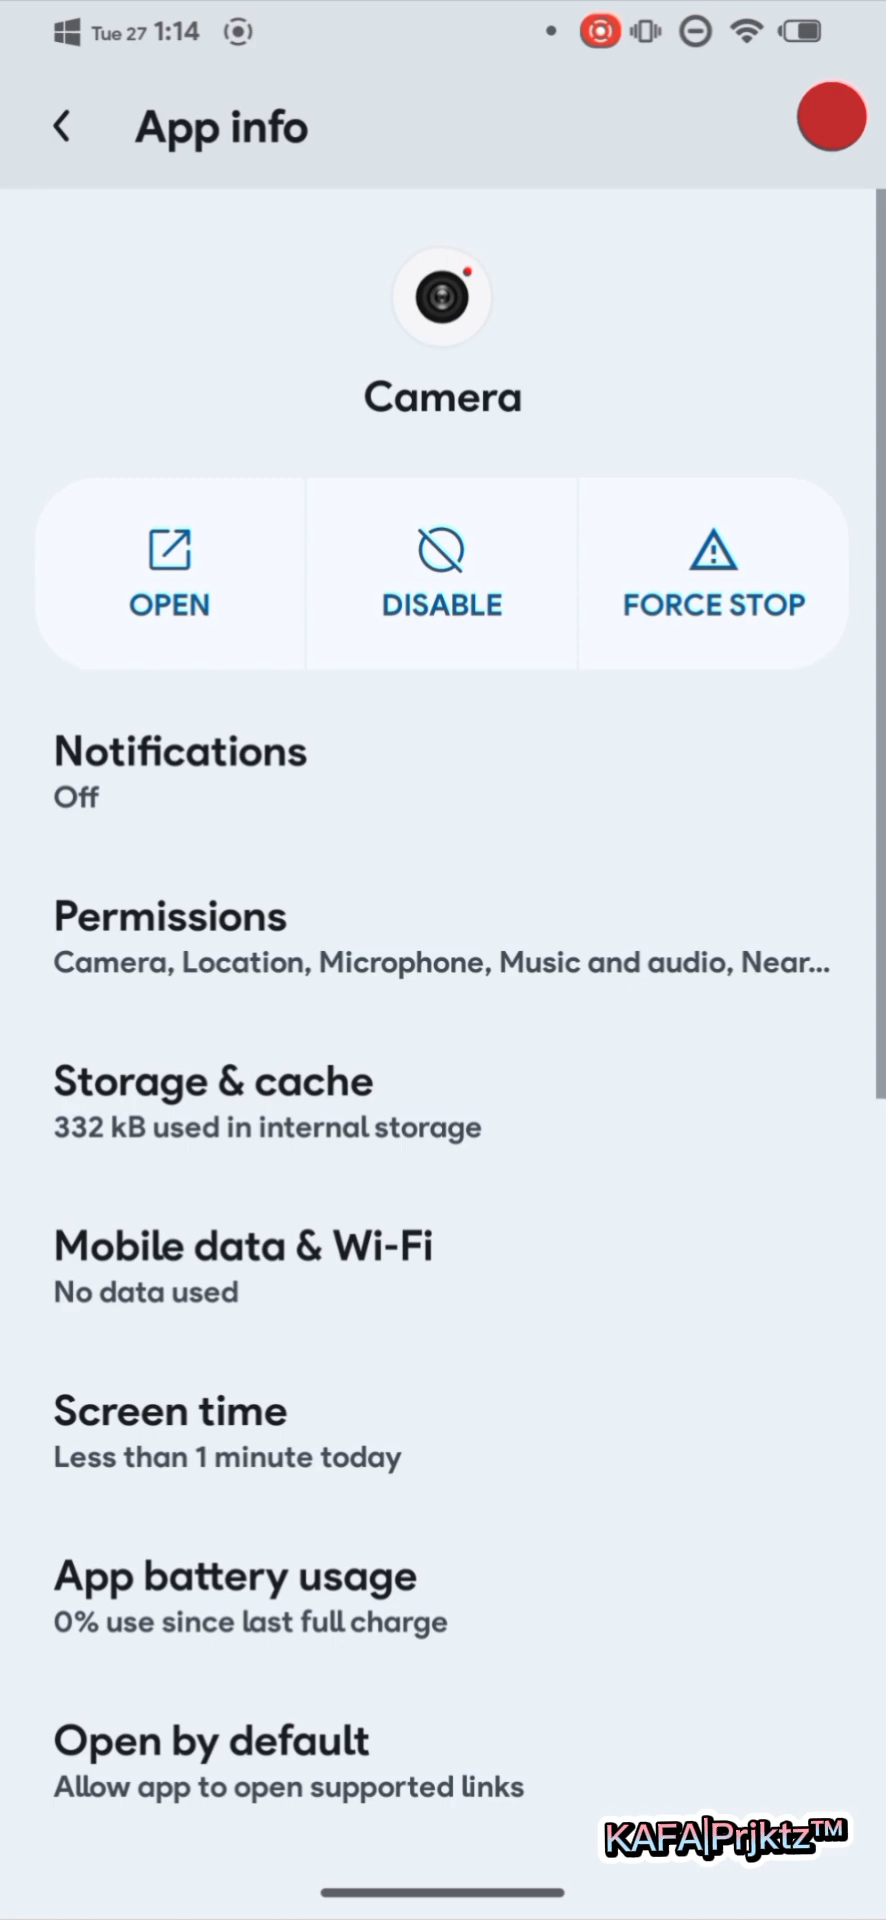 Tue 27 1:14
App info
Camera
OPEN
DISABLE
FORCE STOP
Notifications
Off
Permissions
Camera, Location, Microphone, Music and audio, Near...
Storage & cache
332 kB used in internal storage
Mobile data & Wi-Fi
No data used
Screen time
Less than 1 minute today
App battery usage
0% use since last full charge
Open by default
Allow app to open supported links
KAFA|Prjktz™